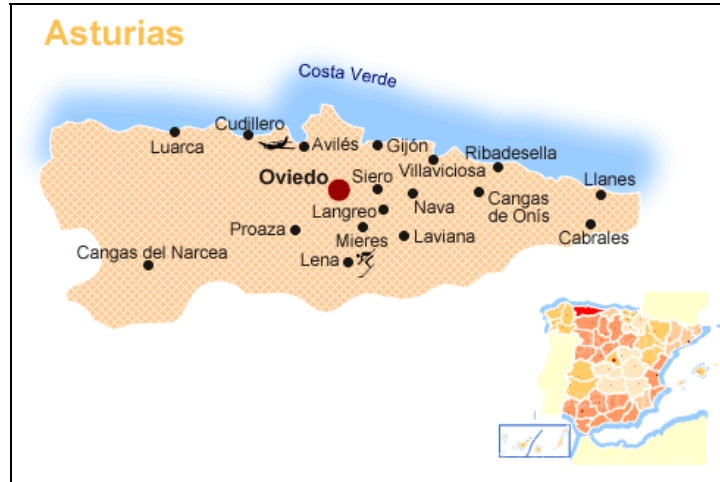 Asturias
Costa Verde
Cudillero
Luarca
Avilés
Gijón
Villaviciosa
Ribadesella
Llanes
Oviedo
Siero
Nava
Cangas
de Onís
Langreo
Proaza
Mieres
Laviana
Cabrales
Cangas del Narcea
Lena